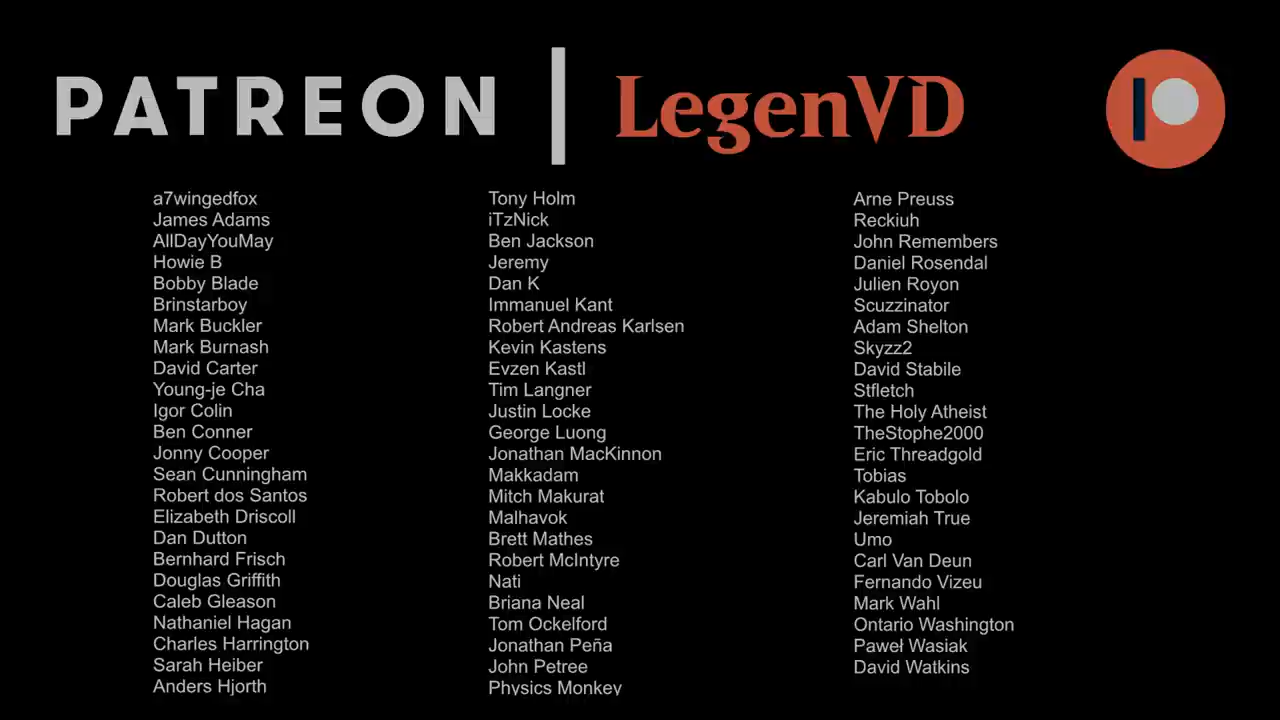 PATREON | LegenVD
a7wingedfox
James Adams
AllDayYouMay
Howie B
Bobby Blade
Brinstarboy
Mark Buckler
Mark Burnash
David Carter
Young-je Cha
Igor Colin
Ben Conner
Jonny Cooper
Sean Cunningham
Robert dos Santos
Elizabeth Driscoll
Dan Dutton
Bernhard Frisch
Douglas Griffith
Caleb Gleason
Nathaniel Hagan
Charles Harrington
Sarah Heiber
Anders Hjorth
Tony Holm
iTzNick
Ben Jackson
Jeremy
Dan K
Immanuel Kant
Robert Andreas Karlsen
Kevin Kastens
Evzen Kastl
Tim Langner
Justin Locke
George Luong
Jonathan MacKinnon
Makkadam
Mitch Makurat
Malhavok
Brett Mathes
Robert McIntyre
Nati
Briana Neal
Tom Ockelford
Jonathan Peña
John Petree
Physics Monkey
Arne Preuss
Reckiuh
John Remembers
Daniel Rosendal
Julien Royon
Scuzzinator
Adam Shelton
Skyzz2
David Stabile
Stfletch
The Holy Atheist
TheStophe2000
Eric Threadgold
Tobias
Kabulo Tobolo
Jeremiah True
Umo
Carl Van Deun
Fernando Vizeu
Mark Wahl
Ontario Washington
Paweł Wasiak
David Watkins